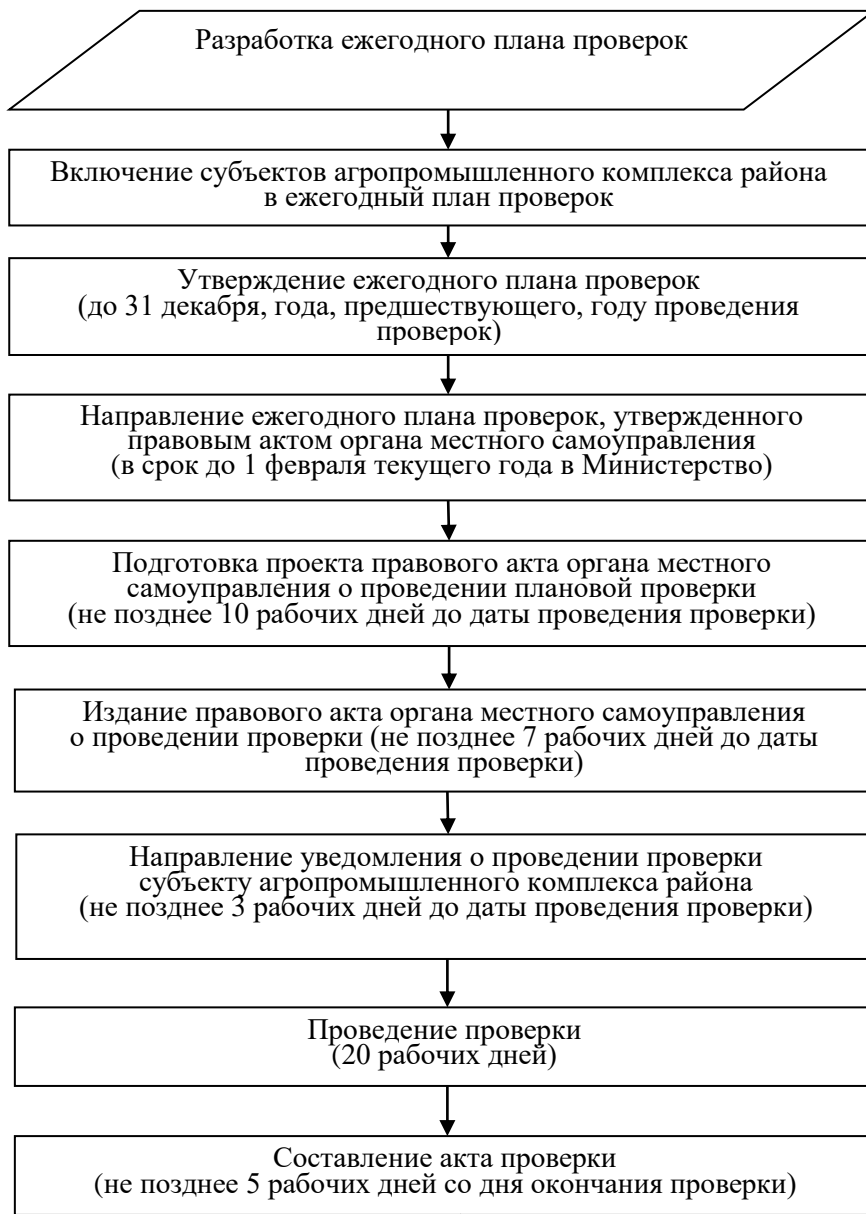 Разработка ежегодного плана проверок
Включение субъектов агропромышленного комплекса района
в ежегодный план проверок
Утверждение ежегодного плана проверок
(до 31 декабря, года, предшествующего, году проведения
проверок)
Направление ежегодного плана проверок, утвержденного
правовым актом органа местного самоуправления
(в срок до 1 февраля текущего года в Министерство)
Подготовка проекта правового акта органа местного
самоуправления о проведении плановой проверки
(не позднее 10 рабочих дней до даты проведения проверки)
Издание правового акта органа местного самоуправления
о проведении проверки (не позднее 7 рабочих дней до даты
проведения проверки)
Направление уведомления о проведении проверки
субъекту агропромышленного комплекса района
(не позднее 3 рабочих дней до даты проведения проверки)
Проведение проверки
(20 рабочих дней)
Составление акта проверки
(не позднее 5 рабочих дней со дня окончания проверки)